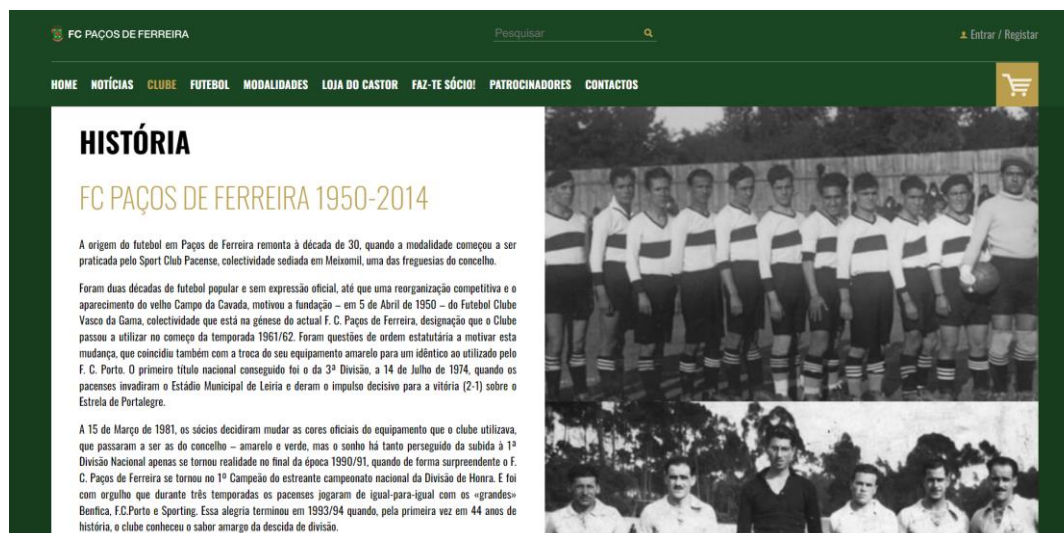 FC PAÇOS DE FERREIRA
Pesquisar
Entrar / Registar
HOME NOTÍCIAS CLUBE FUTEBOL MODALIDADES LOJA DO CASTOR FAZ-TE SÓCIO! PATROCINADORES CONTACTOS
HISTÓRIA
FC PAÇOS DE FERREIRA 1950-2014
A origem do futebol em Paços de Ferreira remonta à década de 30, quando a modalidade começou a ser
praticada pelo Sport Club Pacense, colectividade sediada em Meixomil, uma das freguesias do concelho.
Foram duas décadas de futebol popular e sem expressão oficial, até que uma reorganização competitiva e o
aparecimento do velho Campo da Cavada, motivou a fundação – em 5 de Abril de 1950 – do Futebol Clube
Vasco da Gama, colectividade que está na génese do actual F. C. Paços de Ferreira, designação que o Clube
passou a utilizar no começo da temporada 1961/62. Foram questões de ordem estatutária a motivar esta
mudança, que coincidiu também com a troca do seu equipamento amarelo para um idêntico ao utilizado pelo
F. C. Porto. O primeiro título nacional conseguido foi o da 3ª Divisão, a 14 de Julho de 1974, quando os
pacenses invadiram o Estádio Municipal de Leiria e deram o impulso decisivo para a vitória (2-1) sobre o
Estrela de Portalegre.
A 15 de Março de 1981, os sócios decidiram mudar as cores oficiais do equipamento que o clube utilizava,
que passaram a ser as do concelho – amarelo e verde, mas o sonho há tanto perseguido da subida à 1ª
Divisão Nacional apenas se tornou realidade no final da época 1990/91, quando de forma surpreendente o F.
C. Paços de Ferreira se tornou no 1º Campeão do estreante campeonato nacional da Divisão de Honra. E foi
com orgulho que durante três temporadas os pacenses jogaram de igual-para-igual com os «grandes»
Benfica, F.C.Porto e Sporting. Essa alegria terminou em 1993/94 quando, pela primeira vez em 44 anos de
história, o clube conheceu o sabor amargo da descida de divisão.